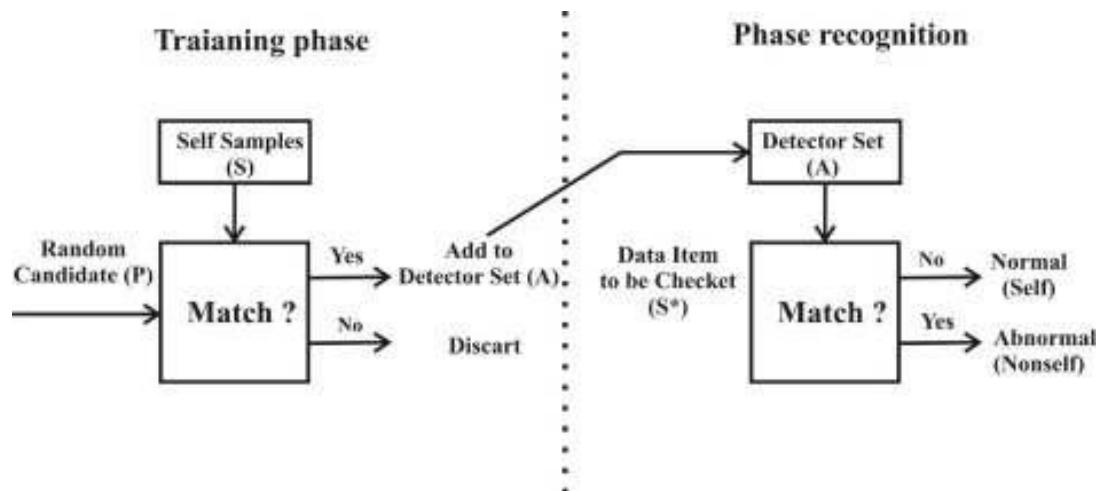 Traianing phase
Self Samples
(S)
Random
Candidate (P)
Match ?
Yes
No
Add to
Detector Set (A)
Discart
Phase recognition
Detector Set
(A)
Data Item
to be Checket
(S*)
Match ?
No
Yes
Normal
(Self)
Abnormal
(Nonself)